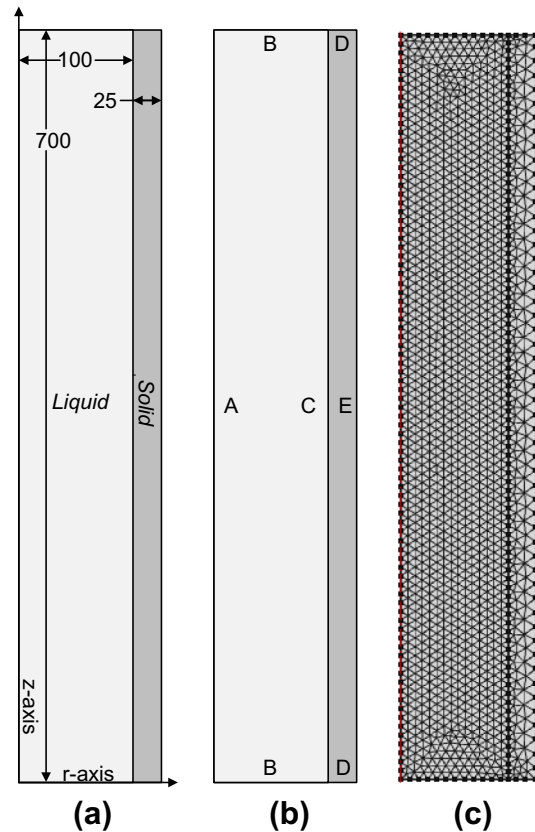 100
25
700
Liquid
Solid
z-axis
r-axis
(a)
B
D
A
C
E
B
D
(b)
(c)